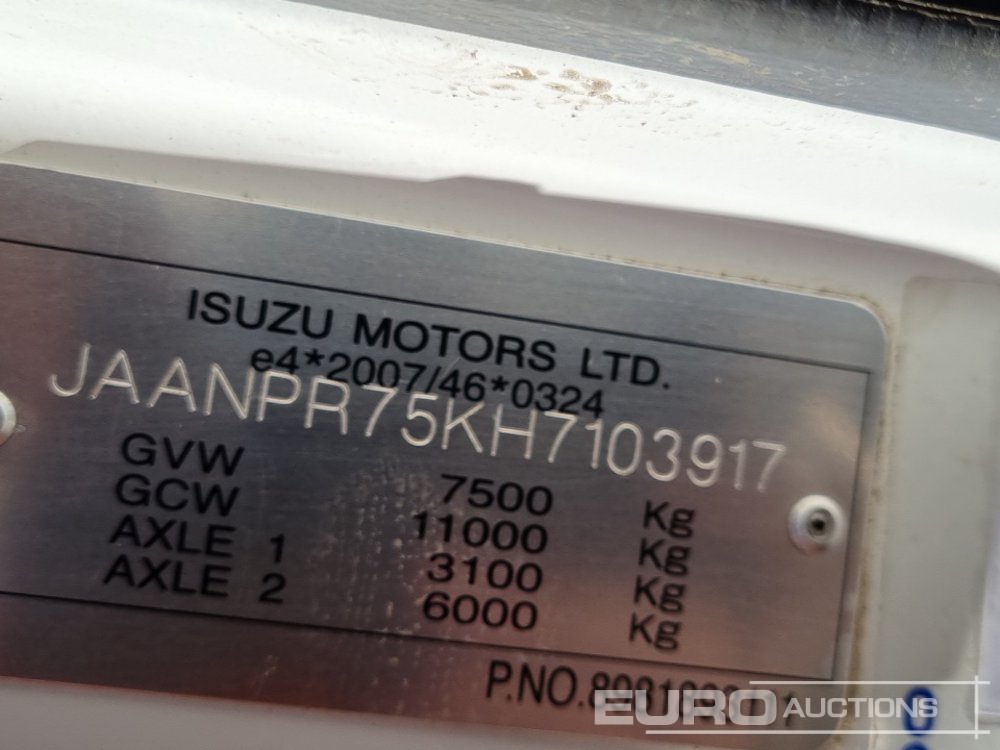 ISUZU MOTORS LTD.
e4*2007/46*0324
JAANPR75KH7103917
GVW 7500 Kg
GCW 11000 Kg
AXLE 1 3100 Kg
AXLE 2 6000 Kg
EURO AUCTIONS